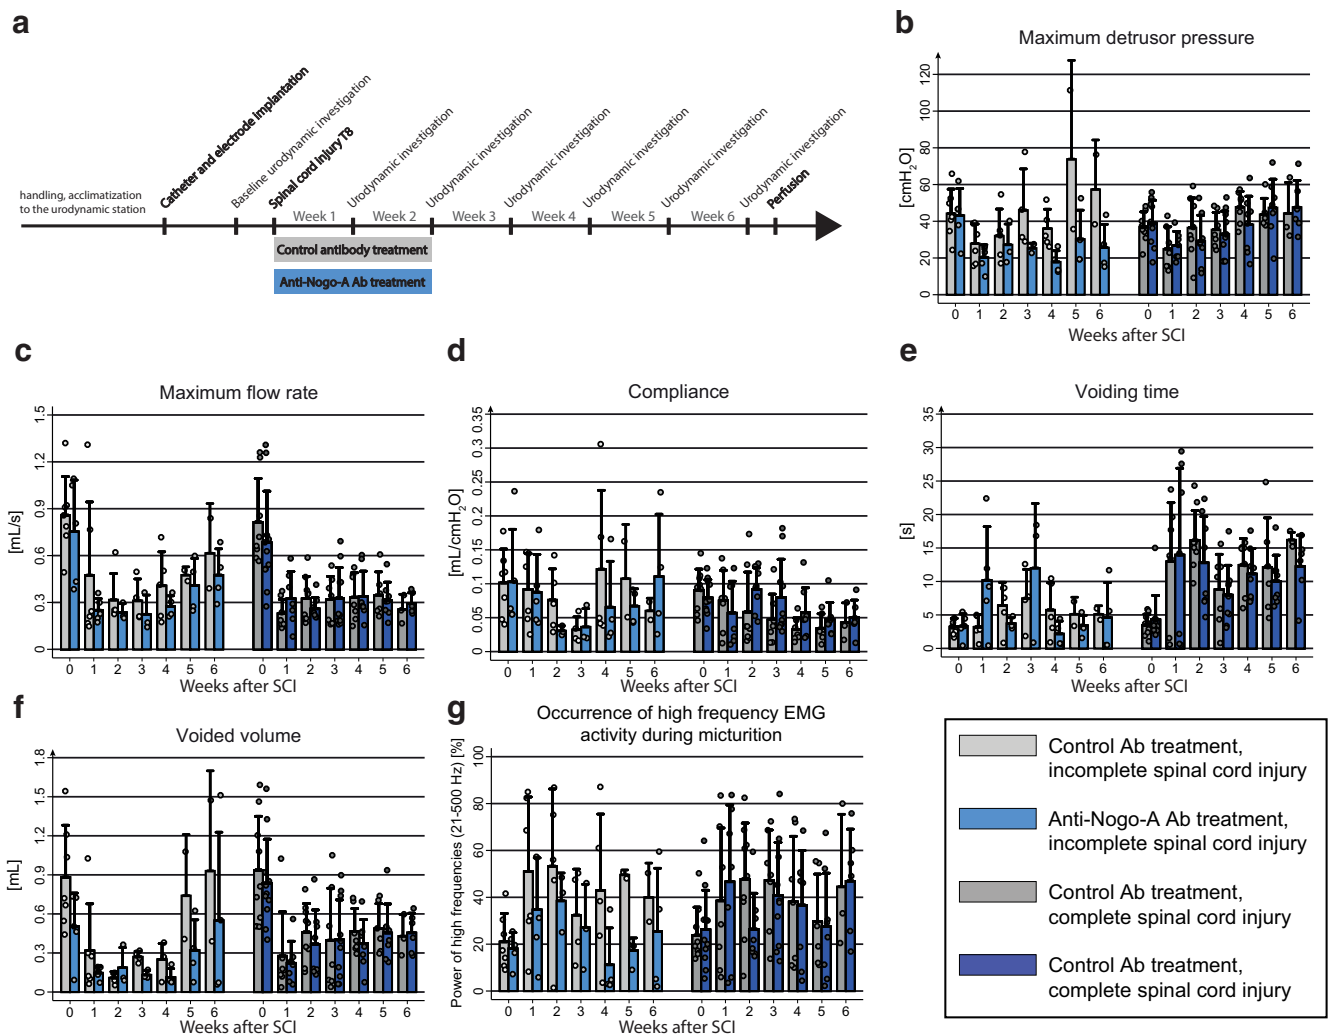 a
handling, acclimatization
to the urodynamic station
Catheter and electrode implantation
Baseline urodynamic investigation
Spinal cord injury T8
Urodynamic investigation
Urodynamic investigation
Urodynamic investigation
Urodynamic investigation
Urodynamic investigation
Urodynamic investigation
Perfusion
Week 1
Week 2
Week 3
Week 4
Week 5
Week 6
Control antibody treatment
Anti-Nogo-A Ab treatment
b
Maximum detrusor pressure
[cmH2O]
120
100
80
60
40
20
0
0 1 2 3 4 5 6 0 1 2 3 4 5 6
Weeks after SCI
c
Maximum flow rate
[mL/s]
1.5
1.2
0.9
0.6
0.3
0
0 1 2 3 4 5 6 0 1 2 3 4 5 6
Weeks after SCI
d
Compliance
[mL/cmH2O]
0.35
0.3
0.25
0.2
0.15
0.1
0.05
0
0 1 2 3 4 5 6 0 1 2 3 4 5 6
Weeks after SCI
e
Voiding time
[s]
35
30
25
20
15
10
5
0
0 1 2 3 4 5 6 0 1 2 3 4 5 6
Weeks after SCI
f
Voided volume
[mL]
1.8
1.5
1.2
0.9
0.6
0.3
0
0 1 2 3 4 5 6 0 1 2 3 4 5 6
Weeks after SCI
g
Occurrence of high frequency EMG
activity during micturition
Power of high frequencies (21-500 Hz) [%]
100
80
60
40
20
0
0 1 2 3 4 5 6 0 1 2 3 4 5 6
Weeks after SCI
Control Ab treatment,
incomplete spinal cord injury
Anti-Nogo-A Ab treatment,
incomplete spinal cord injury
Control Ab treatment,
complete spinal cord injury
Control Ab treatment,
complete spinal cord injury